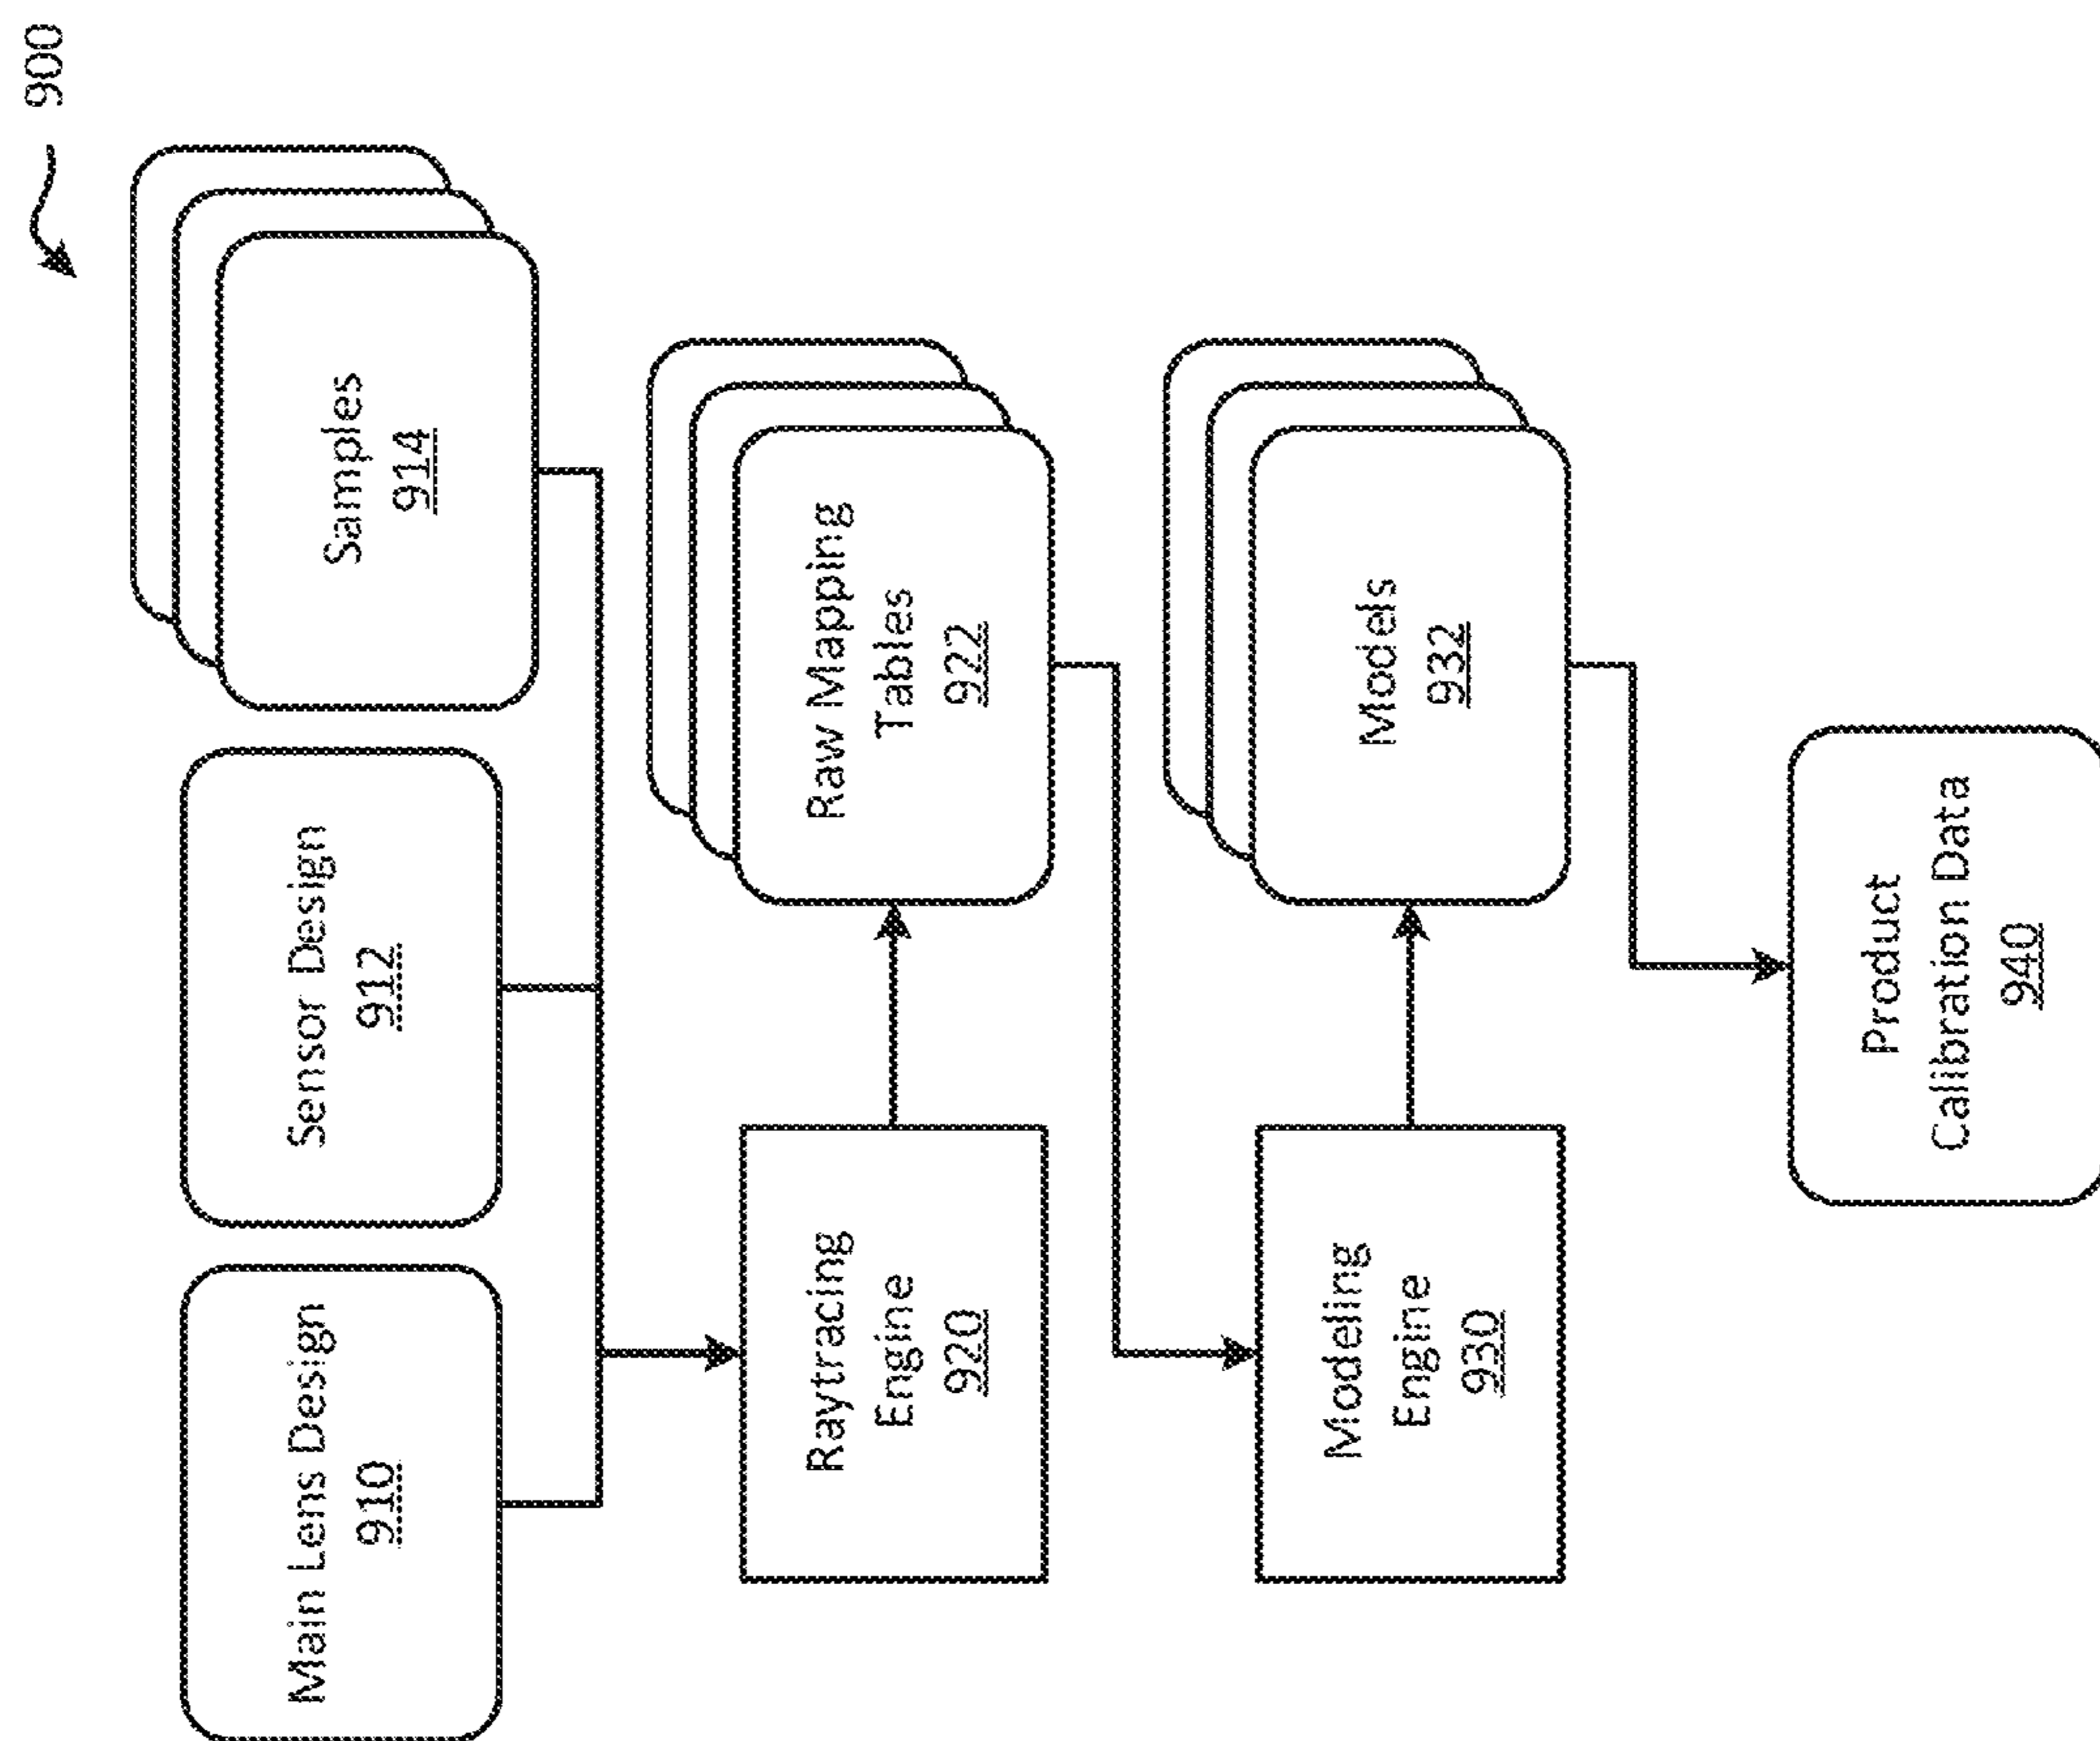 900
Main Lens Design
910
Sensor Design
912
Samples
914
Raytracing
Engine
920
Raw Mapping
Tables
922
Modeling
Engine
930
Models
932
Product
Calibration Data
940